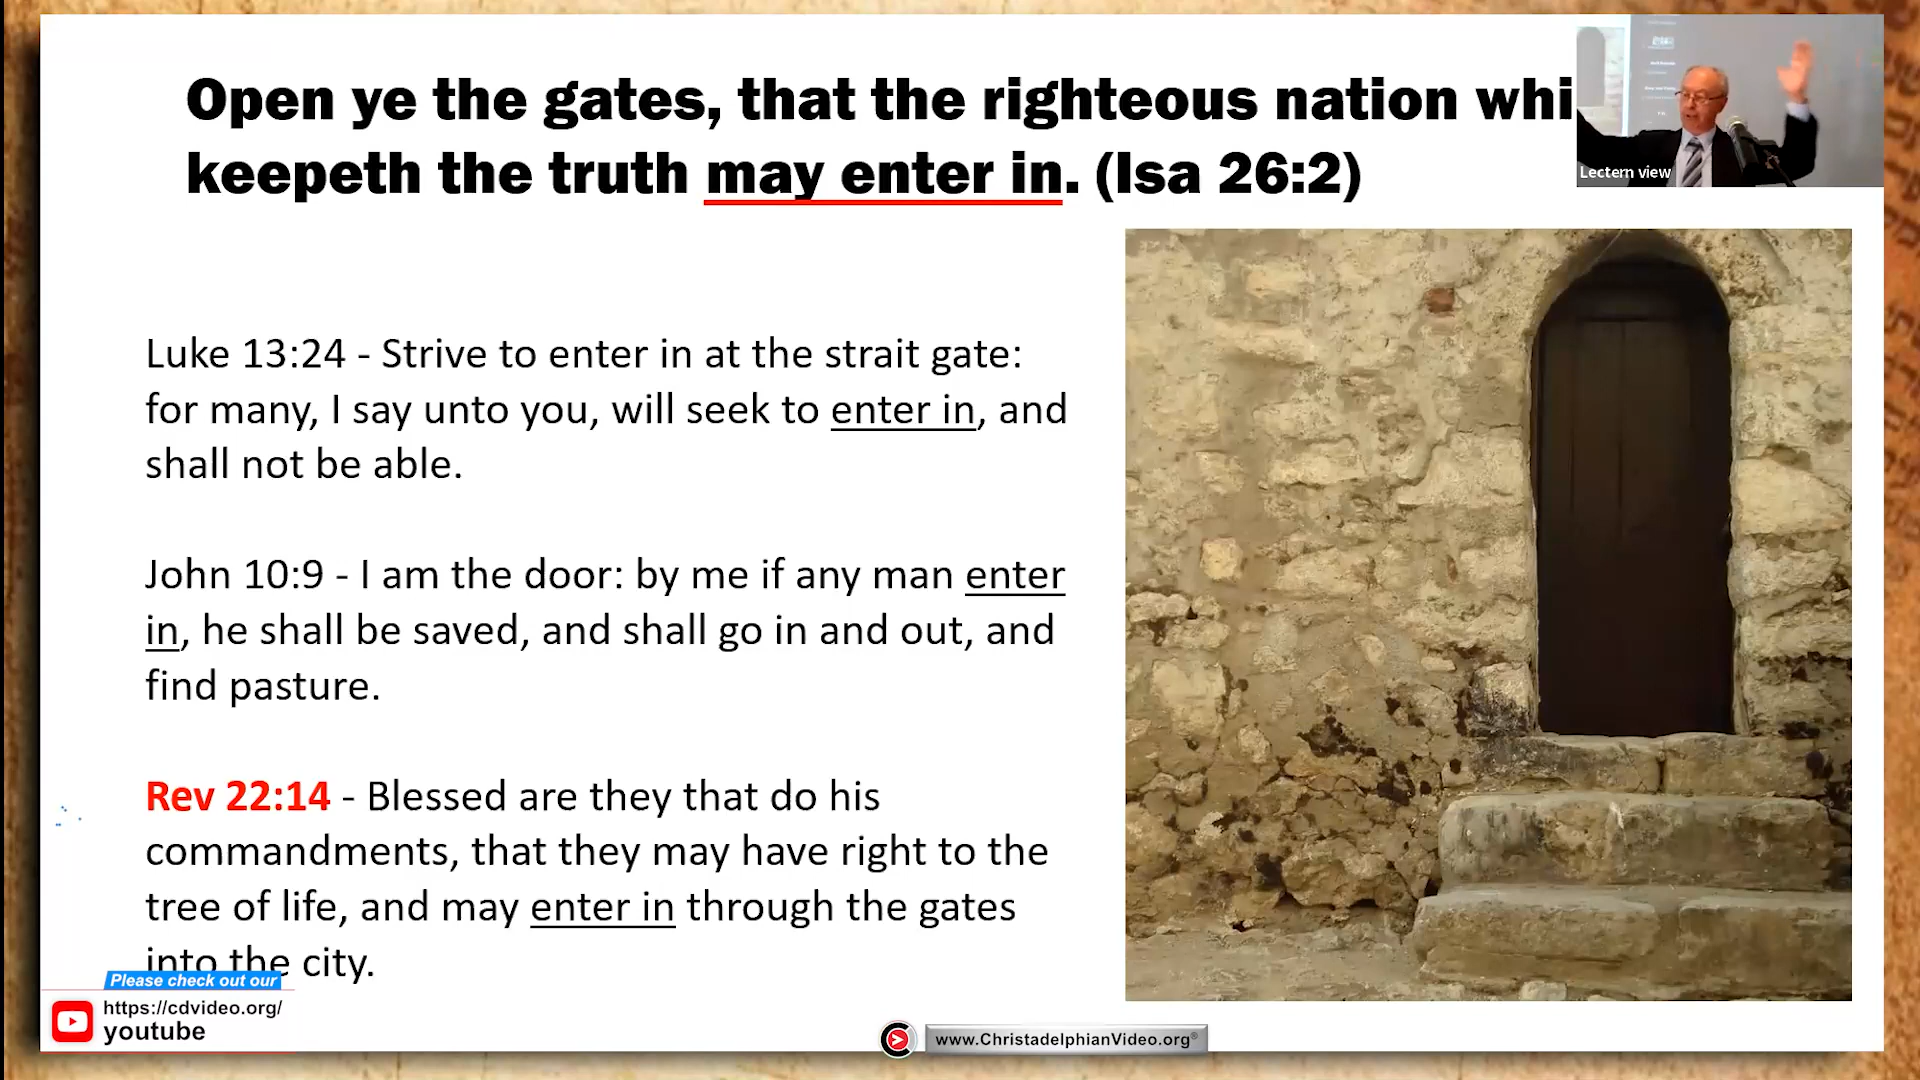 Open ye the gates, that the righteous nation whi
keepeth the truth may enter in. (Isa 26:2)
Lectern view
Luke 13:24 - Strive to enter in at the strait gate:
for many, I say unto you, will seek to enter in, and
shall not be able.
John 10:9 - I am the door: by me if any man enter
in, he shall be saved, and shall go in and out, and
find pasture.
Rev 22:14 - Blessed are they that do his
commandments, that they may have right to the
tree of life, and may enter in through the gates
into the city.
Please check out our
https://cdvideo.org/
youtube
www.ChristadelphianVideo.org®